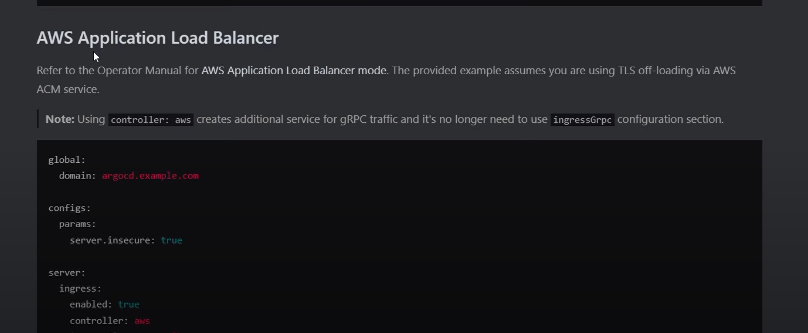 AWS Application Load Balancer
Refer to the Operator Manual for AWS Application Load Balancer mode. The provided example assumes you are using TLS off-loading via AWS
ACM service.
Note: Using controller: aws creates additional service for gRPC traffic and it's no longer need to use ingressGrpc configuration section.
global:
  domain: argocd.example.com
configs:
  params:
    server.insecure: true
server:
  ingress:
    enabled: true
    controller: aws